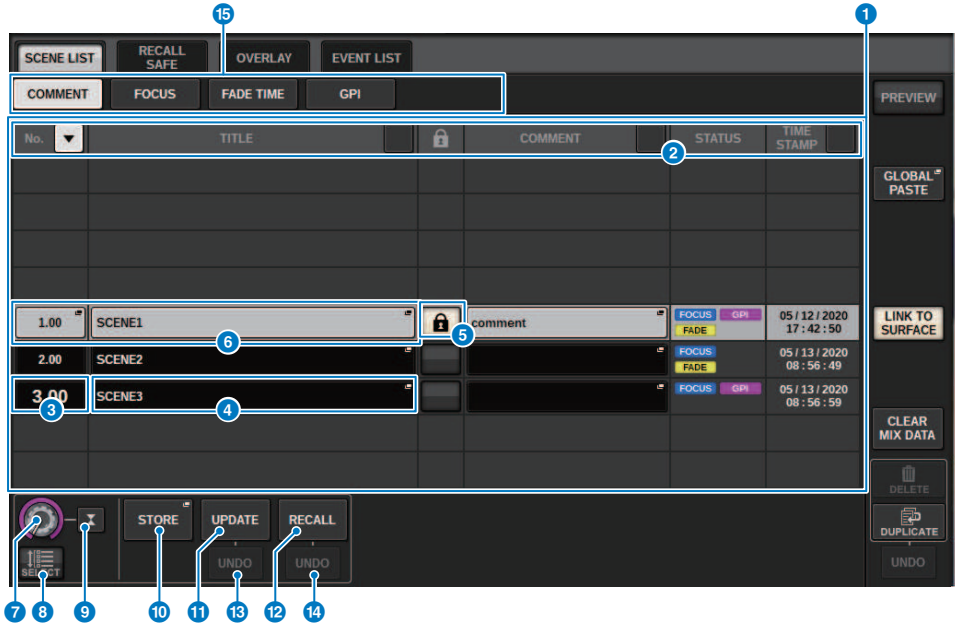 15 1
SCENE LIST RECALL SAFE OVERLAY EVENT LIST
COMMENT FOCUS FADE TIME GPI PREVIEW
No. TITLE COMMENT STATUS TIME STAMP
2
GLOBAL PASTE
1.00 SCENE1 comment FOCUS GPI FADE 05/12/2020 17:42:50 LINK TO SURFACE
6 5
2.00 SCENE2 FOCUS FADE 05/13/2020 08:56:49
3.00 SCENE3 FOCUS GPI 05/13/2020 08:56:59
3 4
CLEAR MIX DATA
DELETE
STORE UPDATE RECALL
DUPLICATE
SELECT UNDO UNDO UNDO
7 8 9 10 11 13 12 14